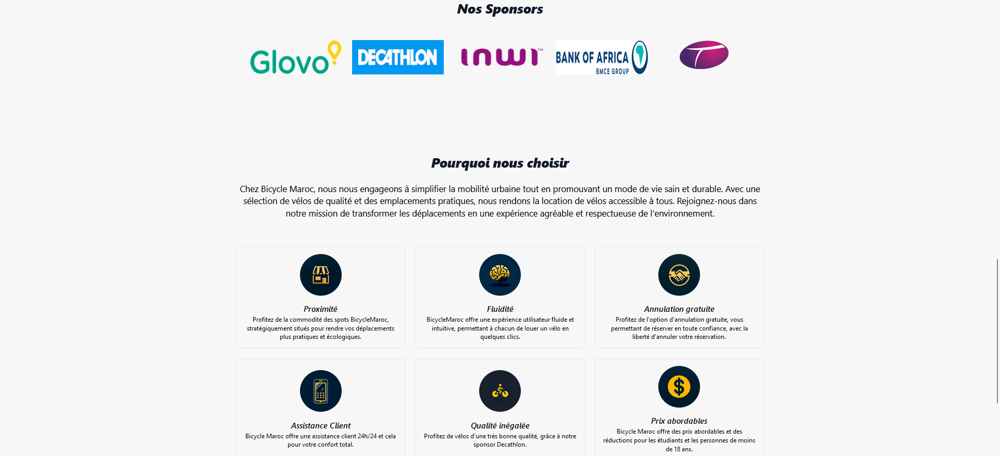 Nos Sponsors
Glovo
DECATHLON
inwi™
BANK OF AFRICA
BMCE GROUP
Pourquoi nous choisir
Chez Bicycle Maroc, nous nous engageons à simplifier la mobilité urbaine tout en promouvant un mode de vie sain et durable. Avec une
sélection de vélos de qualité et des emplacements pratiques, nous rendons la location de vélos accessible à tous. Rejoignez-nous dans
notre mission de transformer les déplacements en une expérience agréable et respectueuse de l'environnement.
Proximité
Profitez de la commodité des spots BicycleMaroc,
stratégiquement situés pour rendre vos déplacements
plus pratiques et écologiques.
Fluidité
BicycleMaroc offre une expérience utilisateur fluide et
intuitive, permettant à chacun de louer un vélo en
quelques clics.
Annulation gratuite
Profitez de l'option d'annulation gratuite, vous
permettant de réserver en toute confiance, avec la
liberté d'annuler votre réservation.
Assistance Client
Bicycle Maroc offre une assistance client 24h/24 et cela
pour votre confort total.
Qualité inégalée
Profitez de vélos d'une très bonne qualité, grâce à notre
sponsor Decathlon.
$
Prix abordables
Bicycle Maroc offre des prix abordables et des
réductions pour les étudiants et les personnes de moins
de 18 ans.